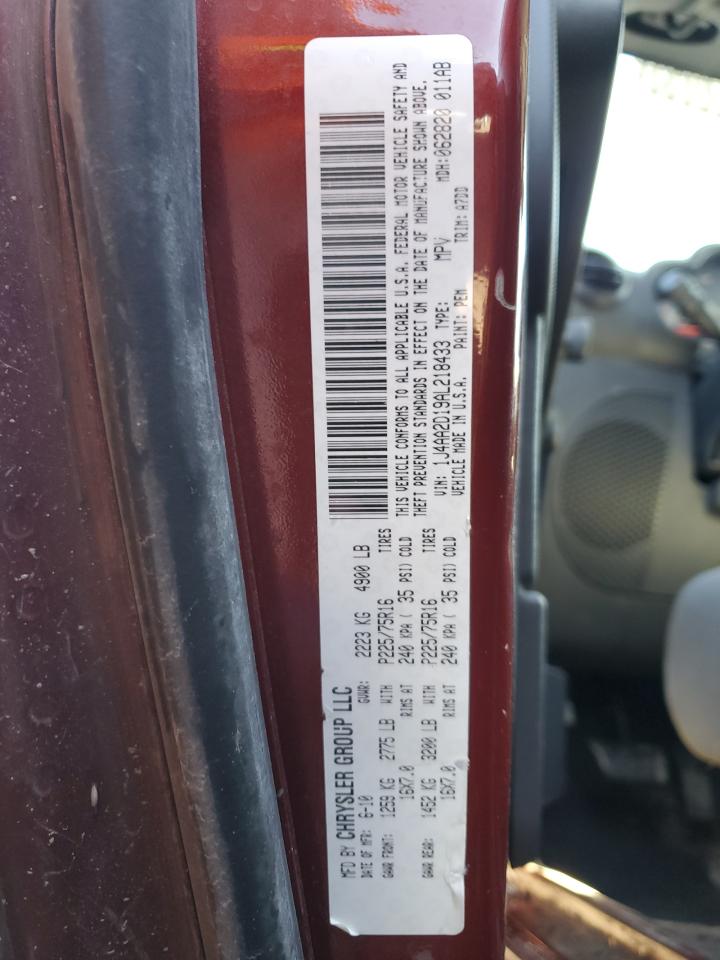 MFD BY CHRYSLER GROUP LLC
DATE OF MFR: 6-10 GVWR: 2223 KG 4900 LB
GAWR FRONT: 1259 KG 2775 LB WITH P225/75R16 TIRES
16X7.0 RIMS AT 240 KPA ( 35 PSI) COLD
GAWR REAR: 1452 KG 3200 LB WITH P225/75R16 TIRES
16X7.0 RIMS AT 240 KPA ( 35 PSI) COLD
THIS VEHICLE CONFORMS TO ALL APPLICABLE U.S.A. FEDERAL MOTOR VEHICLE SAFETY AND
THEFT PREVENTION STANDARDS IN EFFECT ON THE DATE OF MANUFACTURE SHOWN ABOVE.
VIN: 1J4AA2D19AL218433 TYPE: MPV MDH:062820 011AB
VEHICLE MADE IN U.S.A. PAINT: PEM TRIM: A7DD